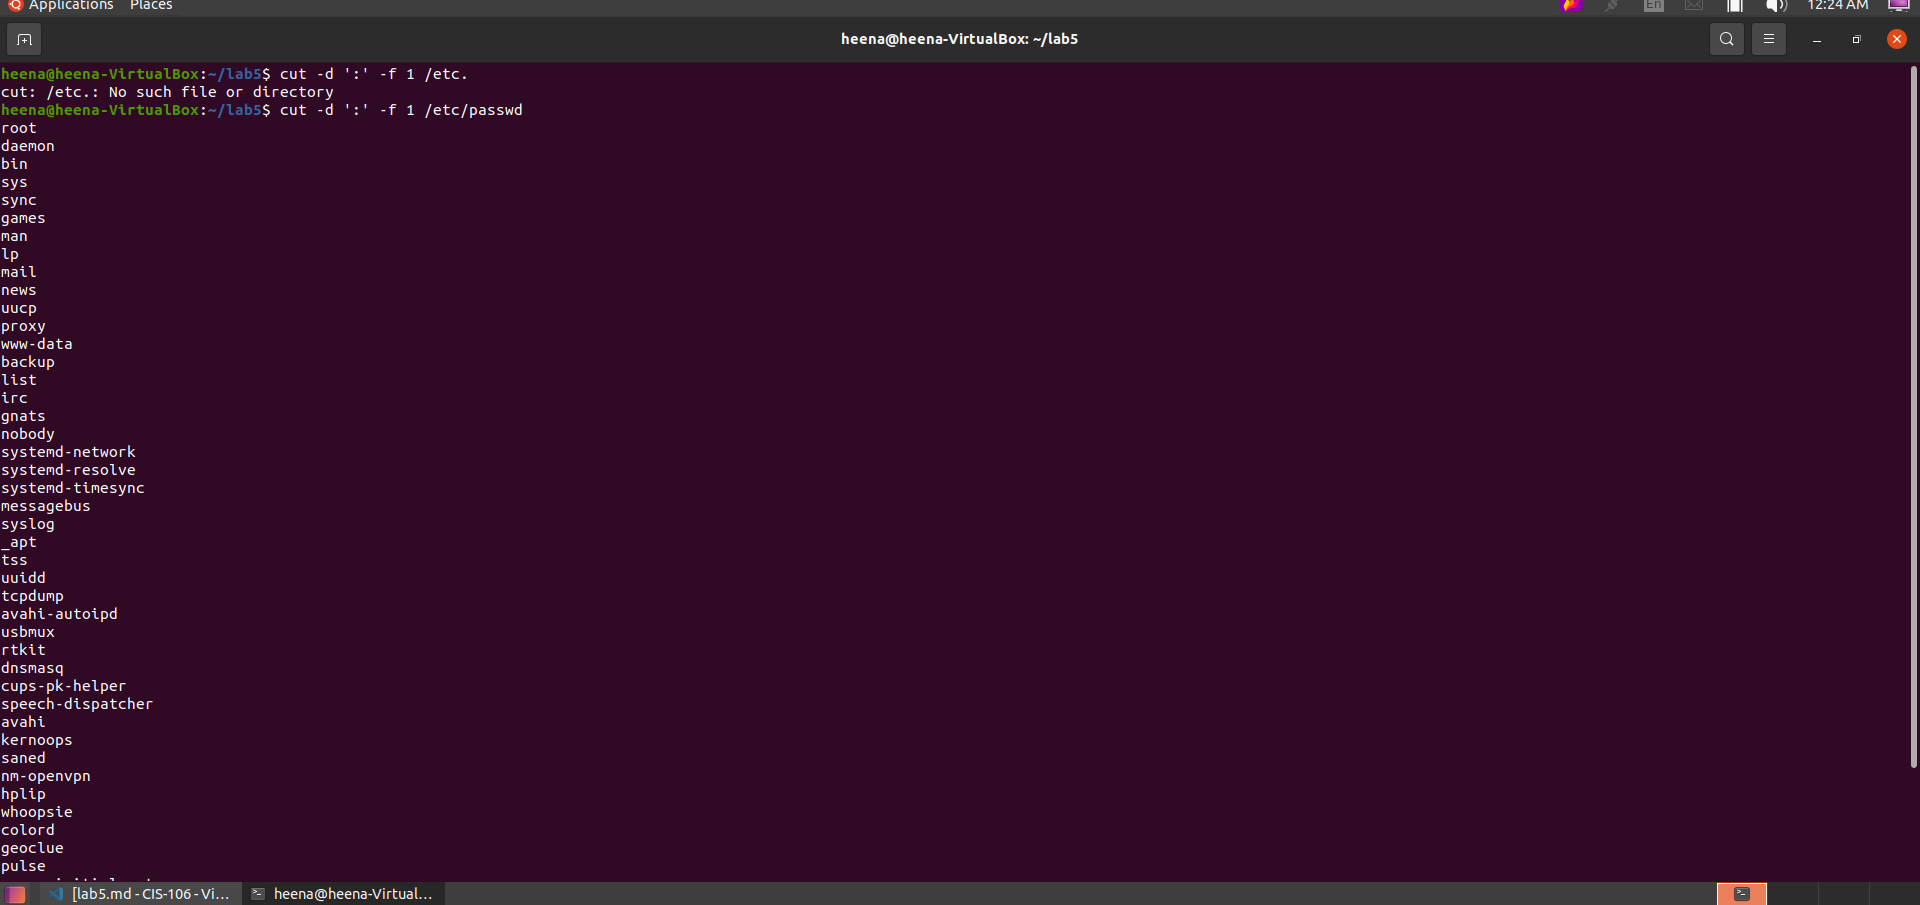 Applications Places En 12:24 AM
heena@heena-VirtualBox: ~/lab5
heena@heena-VirtualBox:~/lab5$ cut -d ':' -f 1 /etc.
cut: /etc.: No such file or directory
heena@heena-VirtualBox:~/lab5$ cut -d ':' -f 1 /etc/passwd
root
daemon
bin
sys
sync
games
man
lp
mail
news
uucp
proxy
www-data
backup
list
irc
gnats
nobody
systemd-network
systemd-resolve
systemd-timesync
messagebus
syslog
_apt
tss
uuidd
tcpdump
avahi-autoipd
usbmux
rtkit
dnsmasq
cups-pk-helper
speech-dispatcher
avahi
kernoops
saned
nm-openvpn
hplip
whoopsie
colord
geoclue
pulse
[lab5.md - CIS-106 - Vi... heena@heena-Virtual...